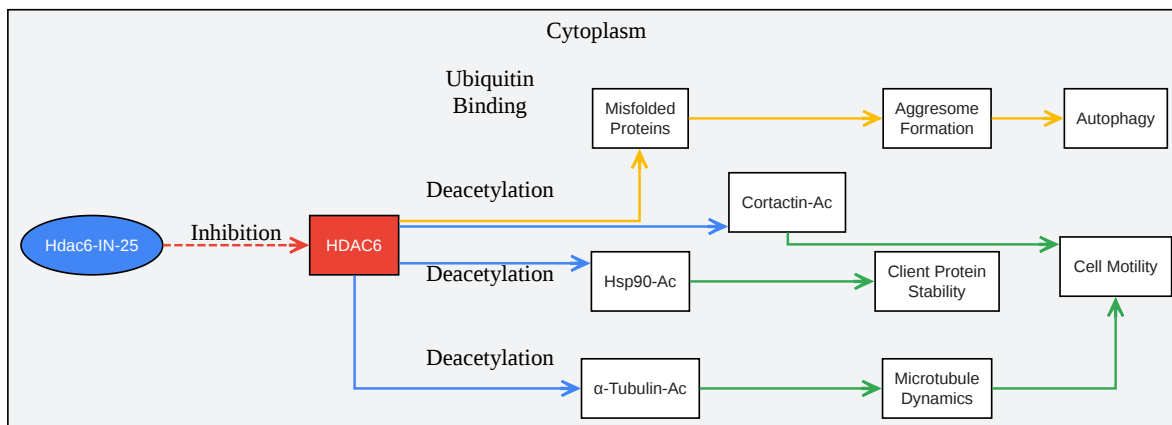 Cytoplasm
Ubiquitin
Binding
Misfolded
Proteins
Aggresome
Formation
Autophagy
Deacetylation
Cortactin-Ac
Hdac6-IN-25
Inhibition
HDAC6
Deacetylation
Hsp90-Ac
Client Protein
Stability
Cell Motility
Deacetylation
α-Tubulin-Ac
Microtubule
Dynamics